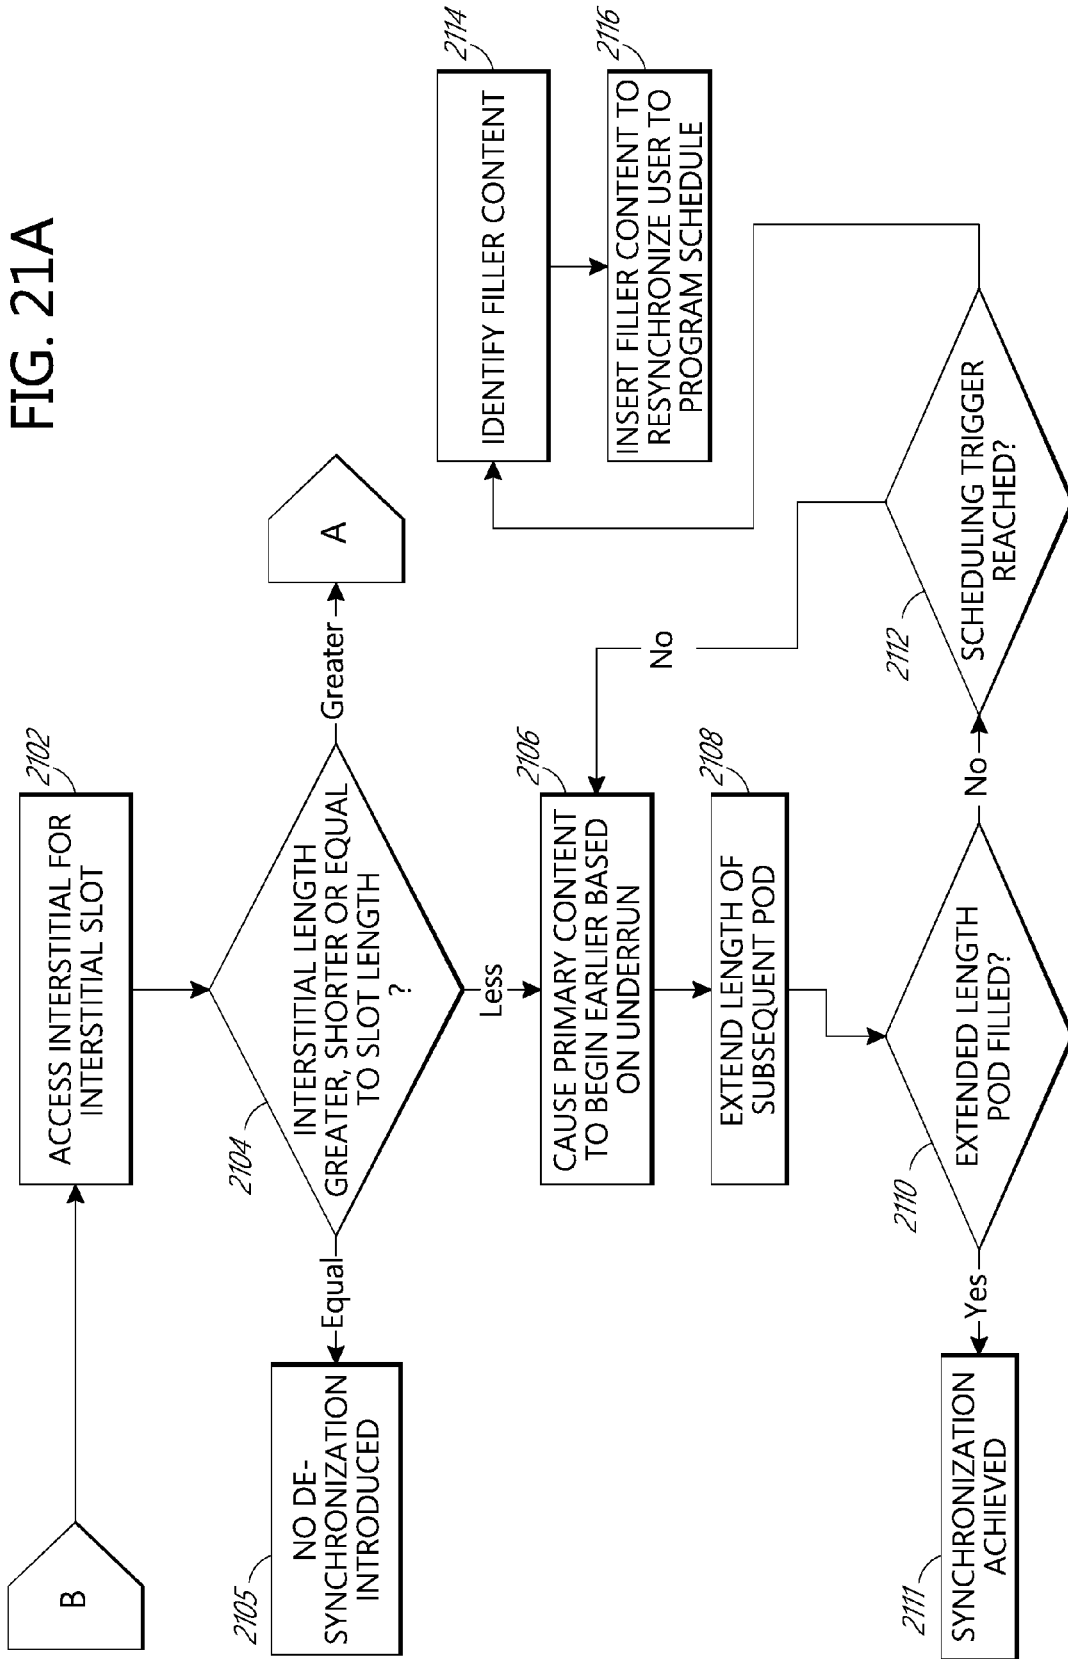 FIG. 21A
B
2102
ACCESS INTERSTITIAL FOR
INTERSTITIAL SLOT
2104
INTERSTITIAL LENGTH
GREATER, SHORTER OR EQUAL
TO SLOT LENGTH
?
Greater
A
Equal
2105
NO DE-
SYNCHRONIZATION
INTRODUCED
Less
2106
CAUSE PRIMARY CONTENT
TO BEGIN EARLIER BASED
ON UNDERRUN
2108
EXTEND LENGTH OF
SUBSEQUENT POD
2110
EXTENDED LENGTH
POD FILLED?
Yes
2111
SYNCHRONIZATION
ACHIEVED
No
2112
SCHEDULING TRIGGER
REACHED?
No
2114
IDENTIFY FILLER CONTENT
2116
INSERT FILLER CONTENT TO
RESYNCHRONIZE USER TO
PROGRAM SCHEDULE